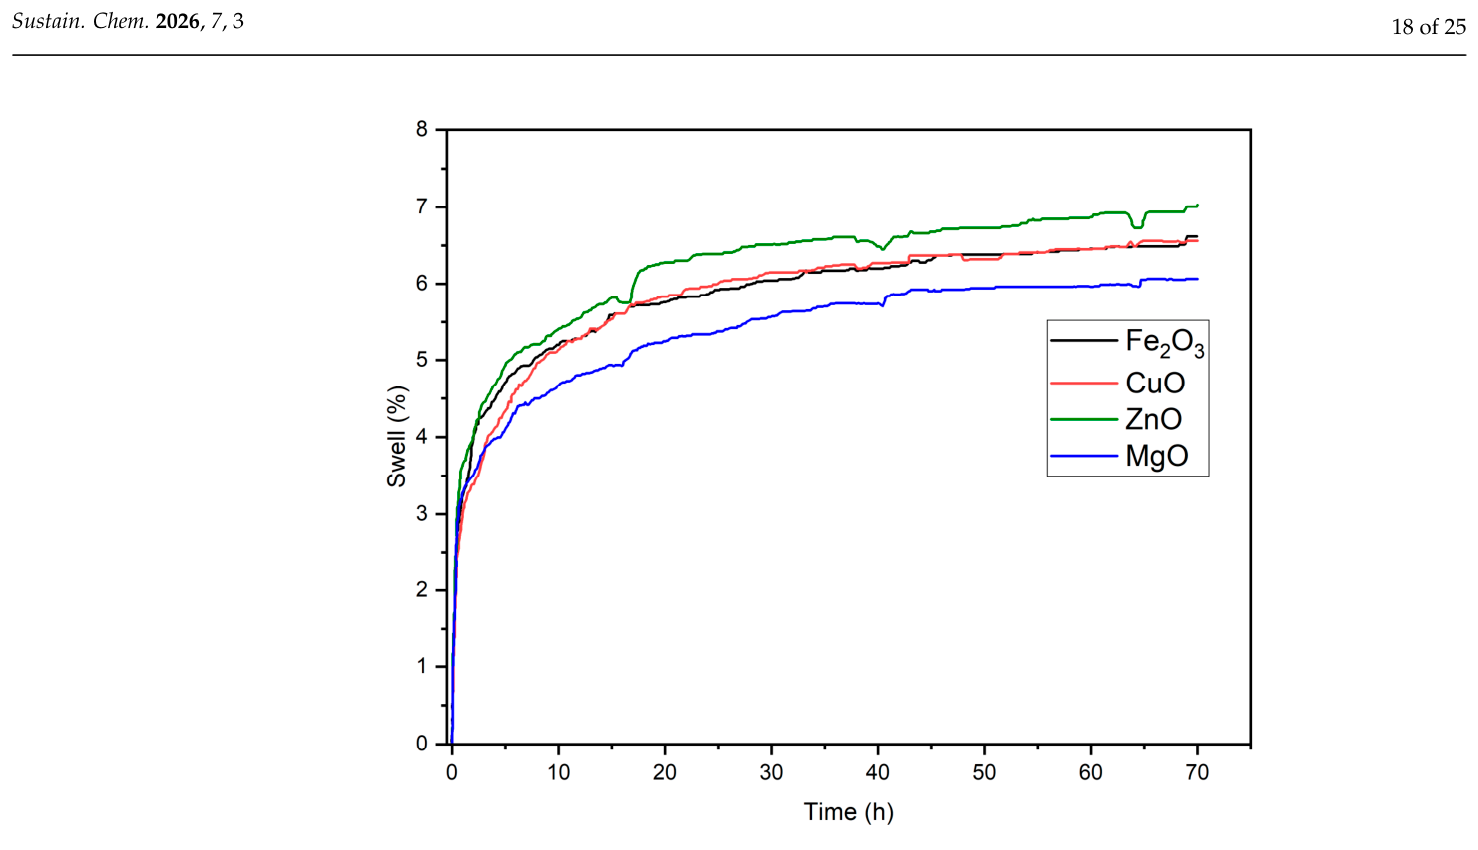 Sustain. Chem. 2026, 7, 3
18 of 25
8
7
6
5
4
3
2
1
0
Swell (%)
Fe₂O₃
CuO
ZnO
MgO
0 10 20 30 40 50 60 70
Time (h)